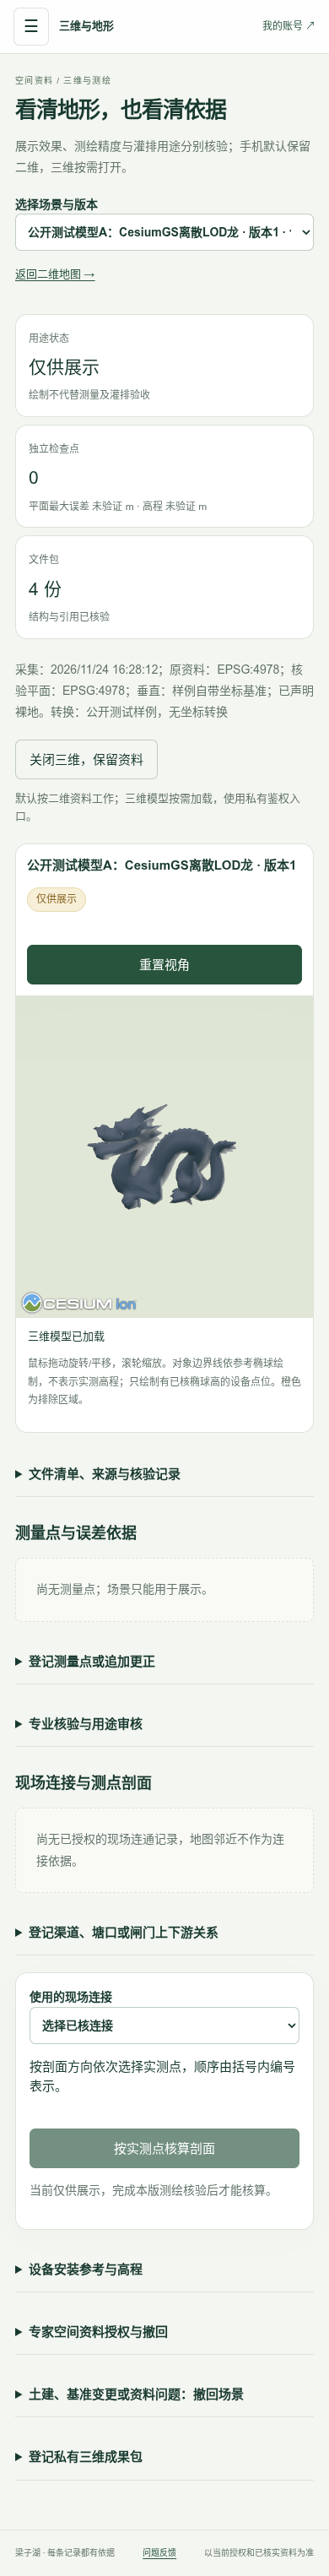 ☰ 三维与地形 我的账号 ↗
空间资料 / 三维与测绘
看清地形，也看清依据
展示效果、测绘精度与灌排用途分别核验；手机默认保留
二维，三维按需打开。
选择场景与版本
公开测试模型A：CesiumGS离散LOD龙 · 版本1 ·
返回二维地图 →
用途状态
仅供展示
绘制不代替测量及灌排验收
独立检查点
0
平面最大误差 未验证 m · 高程 未验证 m
文件包
4 份
结构与引用已核验
采集：2026/11/24 16:28:12；原资料：EPSG:4978；核
验平面：EPSG:4978；垂直：样例自带坐标基准；已声明
裸地。转换：公开测试样例，无坐标转换
关闭三维，保留资料
默认按二维资料工作；三维模型按需加载，使用私有鉴权入
口。
公开测试模型A：CesiumGS离散LOD龙 · 版本1
仅供展示
重置视角
CESIUM ion
三维模型已加载
鼠标拖动旋转/平移，滚轮缩放。对象边界线依参考椭球绘
制，不表示实测高程；只绘制有已核椭球高的设备点位。橙色
为排除区域。
▶ 文件清单、来源与核验记录
测量点与误差依据
尚无测量点；场景只能用于展示。
▶ 登记测量点或追加更正
▶ 专业核验与用途审核
现场连接与测点剖面
尚无已授权的现场连通记录，地图邻近不作为连
接依据。
▶ 登记渠道、塘口或闸门上下游关系
使用的现场连接
选择已核连接
按剖面方向依次选择实测点，顺序由括号内编号
表示。
按实测点核算剖面
当前仅供展示，完成本版测绘核验后才能核算。
▶ 设备安装参考与高程
▶ 专家空间资料授权与撤回
▶ 土建、基准变更或资料问题：撤回场景
▶ 登记私有三维成果包
梁子湖 · 每条记录都有依据 问题反馈 以当前授权和已核实资料为准